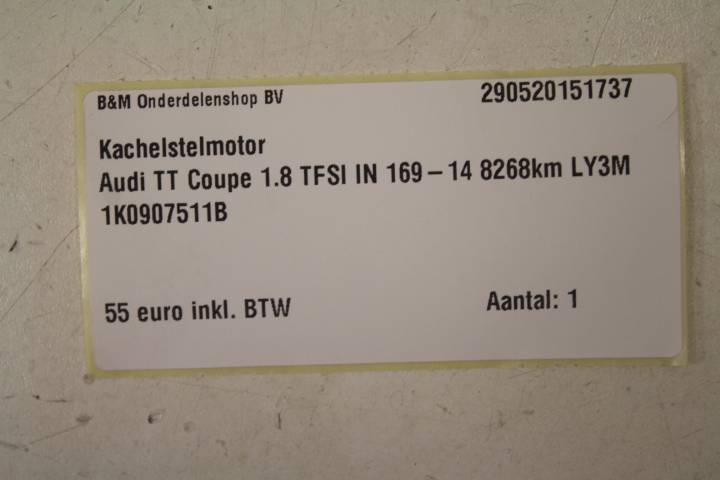 B&M Onderdelenshop BV 290520151737
Kachelstelmotor
Audi TT Coupe 1.8 TFSI IN 169-14 8268km LY3M
1K0907511B
55 euro inkl. BTW Aantal: 1